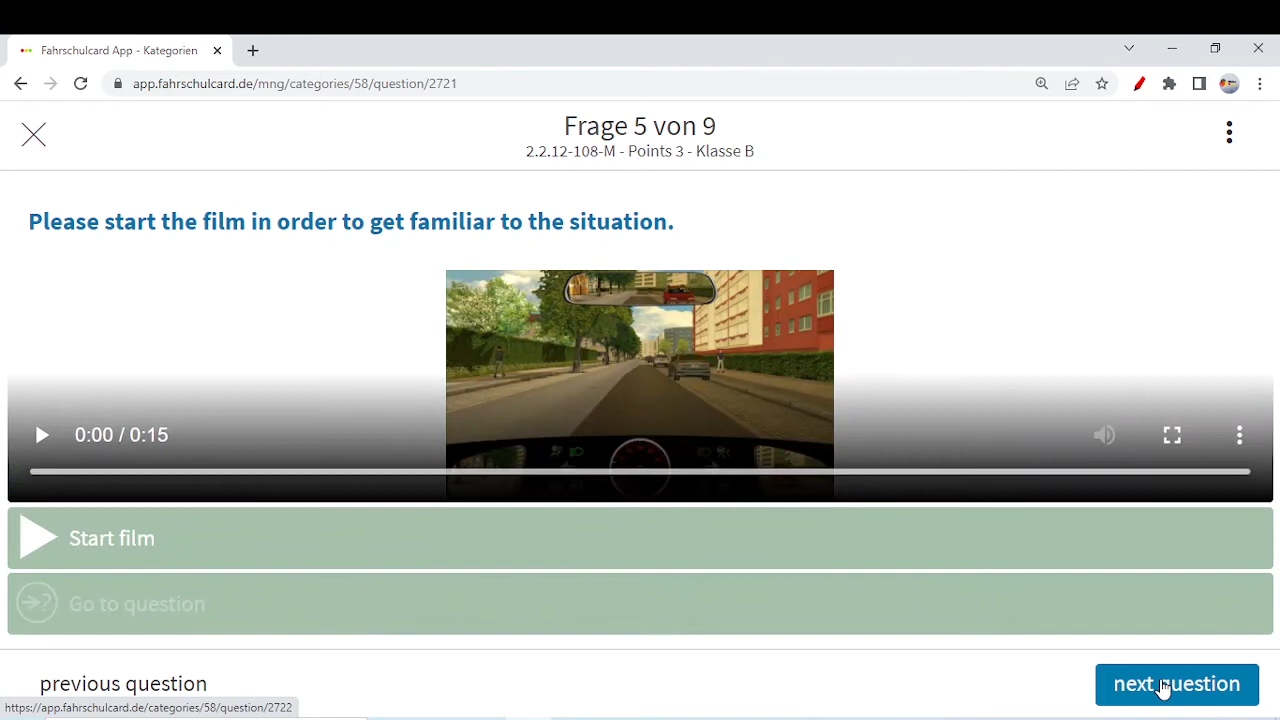 Fahrschulcard App - Kategorien
app.fahrschulcard.de/mng/categories/58/question/2721
Frage 5 von 9
2.2.12-108-M - Points 3 - Klasse B
Please start the film in order to get familiar to the situation.
0:00 / 0:15
Start film
Go to question
previous question
next question
https://app.fahrschulcard.de/categories/58/question/2722